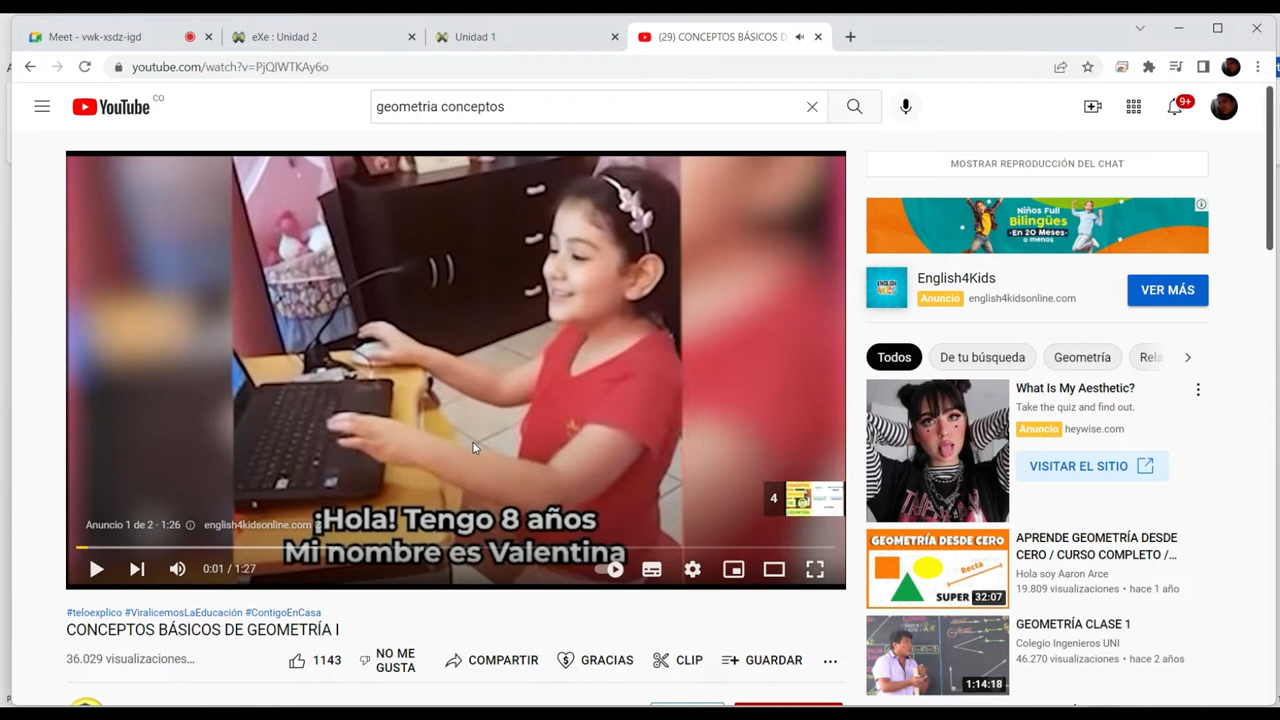 Meet - vwk-xsdz-igd
eXe : Unidad 2
Unidad 1
(29) CONCEPTOS BÁSICOS D
youtube.com/watch?v=PjQIWTKAy6o
YouTube CO
geometria conceptos
9+
MOSTRAR REPRODUCCIÓN DEL CHAT
Niños Full
Bilingües
-En 20 Meses-
o menos
English4Kids
Anuncio english4kidsonline.com
VER MÁS
Todos
De tu búsqueda
Geometría
Rela
What Is My Aesthetic?
Take the quiz and find out.
Anuncio heywise.com
VISITAR EL SITIO
GEOMETRÍA DESDE
CERO
Recta
SUPER
32:07
APRENDE GEOMETRÍA DESDE
CERO / CURSO COMPLETO /...
Hola soy Aaron Arce
19.809 visualizaciones • hace 1 año
1:14:18
GEOMETRÍA CLASE 1
Colegio Ingenieros UNI
46.270 visualizaciones • hace 2 años
4
Anuncio 1 de 2 · 1:26
english4kidsonline.com
¡Hola! Tengo 8 años
Mi nombre es Valentina
0:01 / 1:27
#teloexplico #ViralicemosLaEducación #ContigoEnCasa
CONCEPTOS BÁSICOS DE GEOMETRÍA I
36.029 visualizaciones...
1143
NO ME
GUSTA
COMPARTIR
GRACIAS
CLIP
GUARDAR